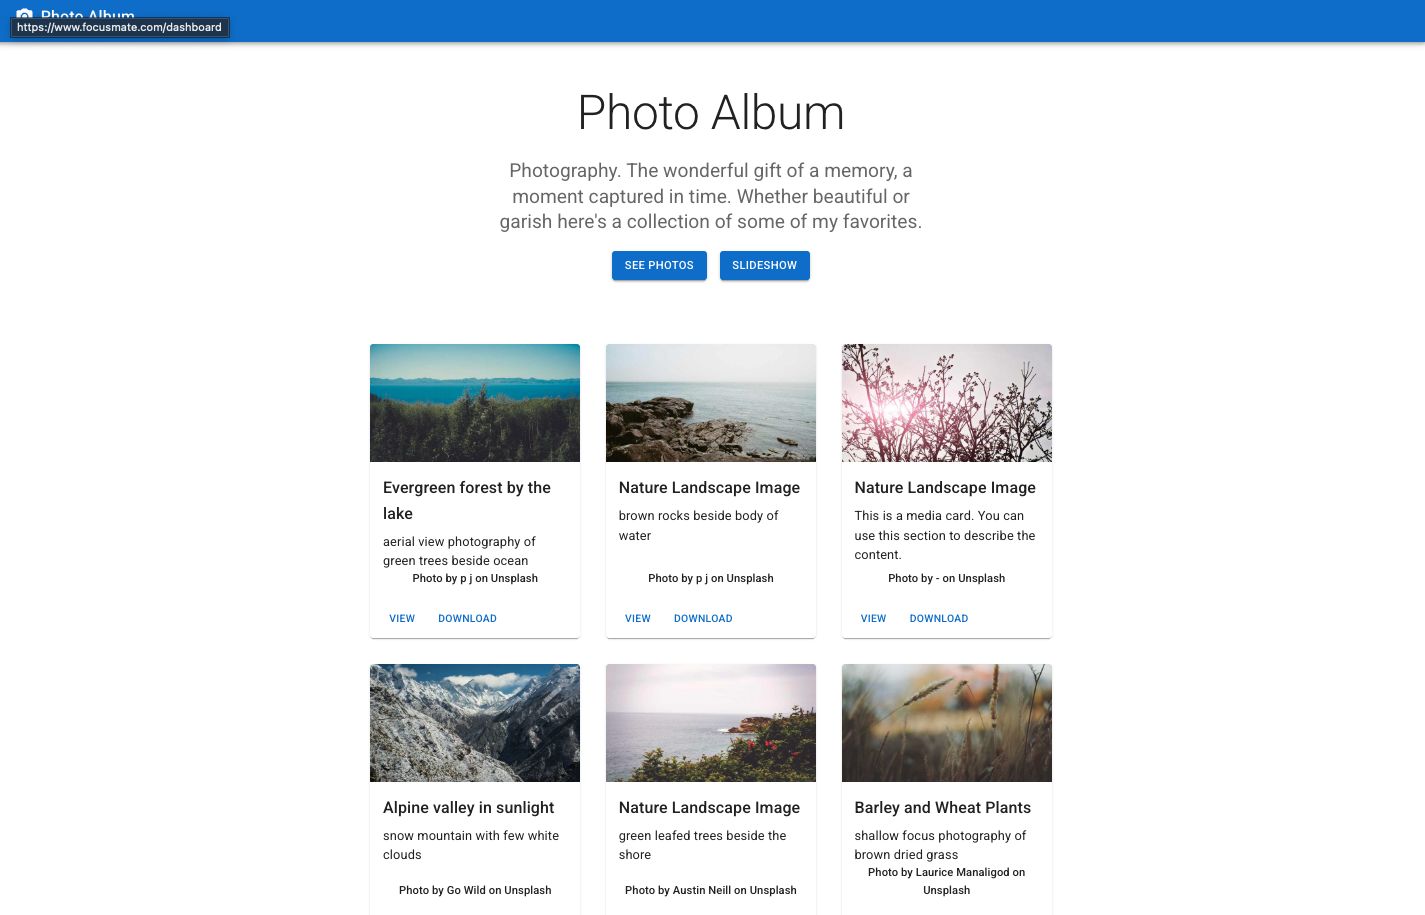 Photo Album
https://www.focusmate.com/dashboard
Photo Album
Photography. The wonderful gift of a memory, a
moment captured in time. Whether beautiful or
garish here's a collection of some of my favorites.
SEE PHOTOS
SLIDESHOW
Evergreen forest by the
lake
aerial view photography of
green trees beside ocean
Photo by p j on Unsplash
VIEW
DOWNLOAD
Nature Landscape Image
brown rocks beside body of
water
Photo by p j on Unsplash
VIEW
DOWNLOAD
Nature Landscape Image
This is a media card. You can
use this section to describe the
content.
Photo by - on Unsplash
VIEW
DOWNLOAD
Alpine valley in sunlight
snow mountain with few white
clouds
Photo by Go Wild on Unsplash
Nature Landscape Image
green leafed trees beside the
shore
Photo by Austin Neill on Unsplash
Barley and Wheat Plants
shallow focus photography of
brown dried grass
Photo by Laurice Manaligod on
Unsplash